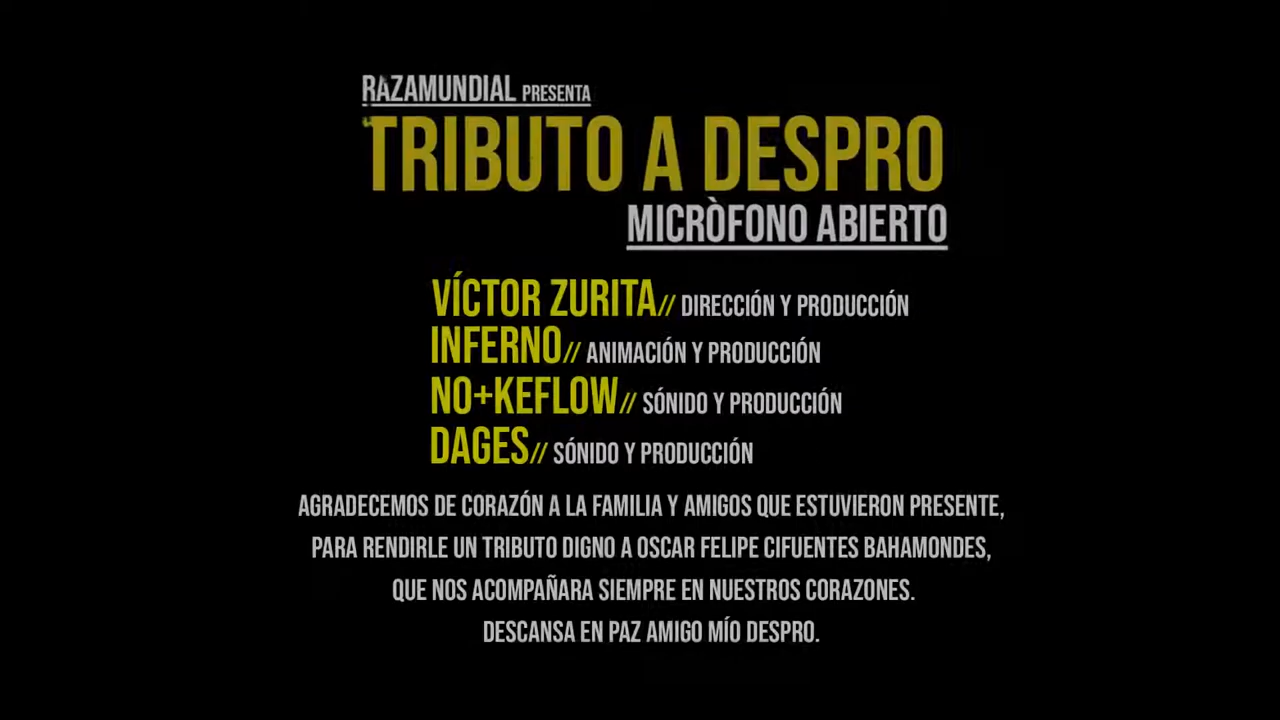 RAZAMUNDIAL PRESENTA
TRIBUTO A DESPRO
MICRÒFONO ABIERTO
VÍCTOR ZURITA// DIRECCIÓN Y PRODUCCIÓN
INFERNO// ANIMACIÓN Y PRODUCCIÓN
NO+KEFLOW// SÓNIDO Y PRODUCCIÓN
DAGES// SÓNIDO Y PRODUCCIÓN
AGRADECEMOS DE CORAZÓN A LA FAMILIA Y AMIGOS QUE ESTUVIERON PRESENTE,
PARA RENDIRLE UN TRIBUTO DIGNO A OSCAR FELIPE CIFUENTES BAHAMONDES,
QUE NOS ACOMPAÑARA SIEMPRE EN NUESTROS CORAZONES.
DESCANSA EN PAZ AMIGO MÍO DESPRO.